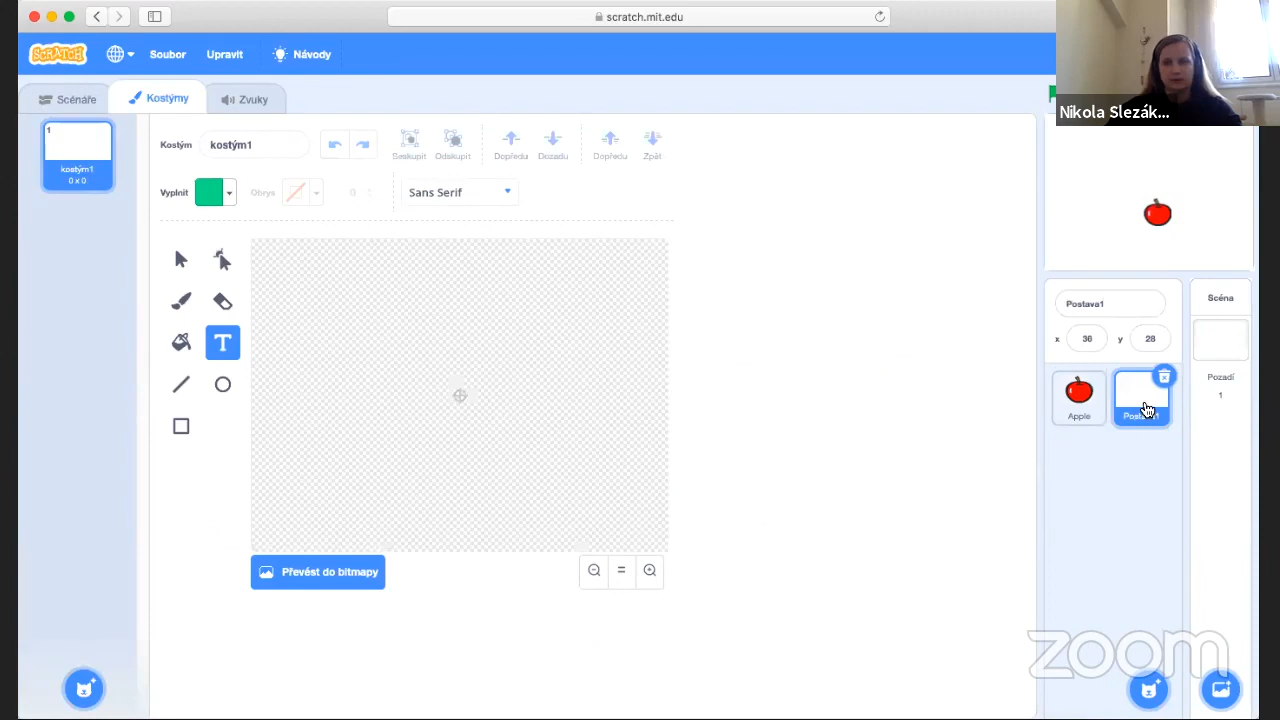 scratch.mit.edu
SCRATCH
Soubor
Upravit
Návody
Nikola Slezák...
Scénáře
Kostýmy
Zvuky
1
kostým1
0 x 0
Kostým
kostým1
Seskupit
Odskupit
Dopředu
Dozadu
Dopředu
Zpět
Vyplnit
Obrys
0
Sans Serif
T
Převést do bitmapy
=
Postava1
x
36
y
28
Scéna
Pozadí
1
Apple
zoom